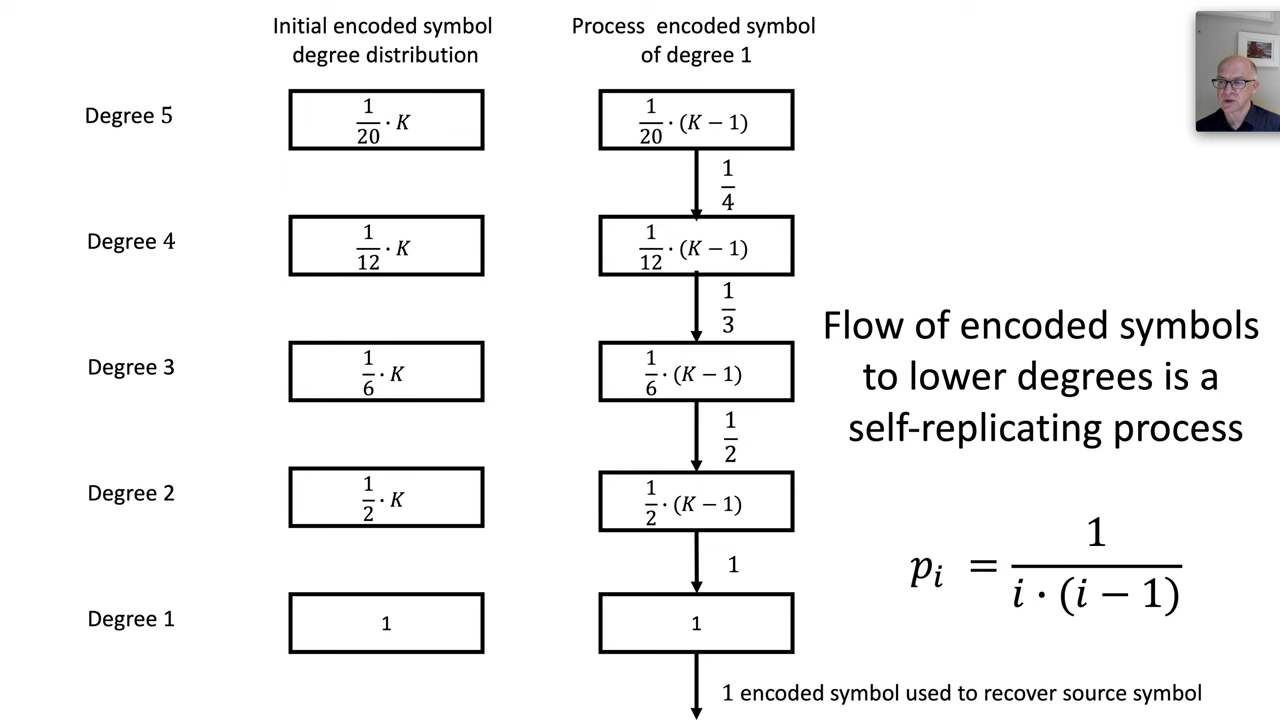 Initial encoded symbol
degree distribution
Process encoded symbol
of degree 1
Degree 5
1/20 · K
1/20 · (K − 1)
1/4
Degree 4
1/12 · K
1/12 · (K − 1)
1/3
Degree 3
1/6 · K
1/6 · (K − 1)
1/2
Degree 2
1/2 · K
1/2 · (K − 1)
1
Degree 1
1
1
1 encoded symbol used to recover source symbol
Flow of encoded symbols
to lower degrees is a
self-replicating process
pᵢ = 1/(i · (i − 1))